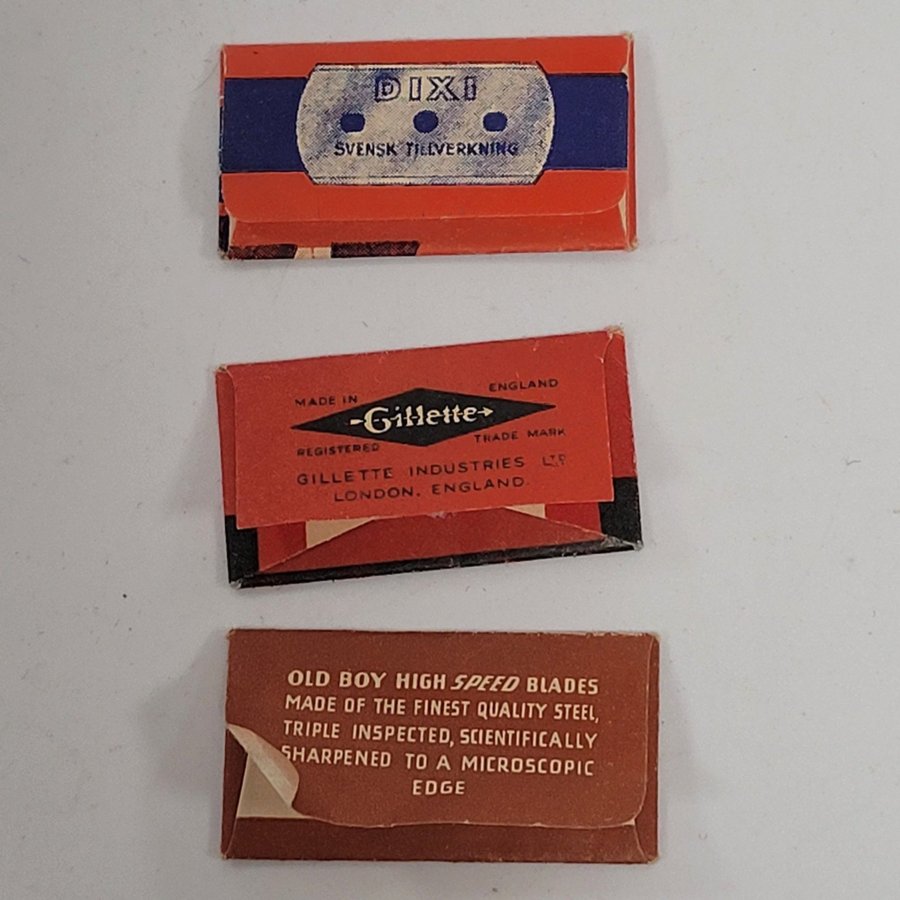 DIXI
SVENSK TILLVERKNING
MADE IN ENGLAND
Gillette
REGISTERED TRADE MARK
GILLETTE INDUSTRIES LTD
LONDON, ENGLAND.
OLD BOY HIGH SPEED BLADES
MADE OF THE FINEST QUALITY STEEL,
TRIPLE INSPECTED, SCIENTIFICALLY
SHARPENED TO A MICROSCOPIC
EDGE